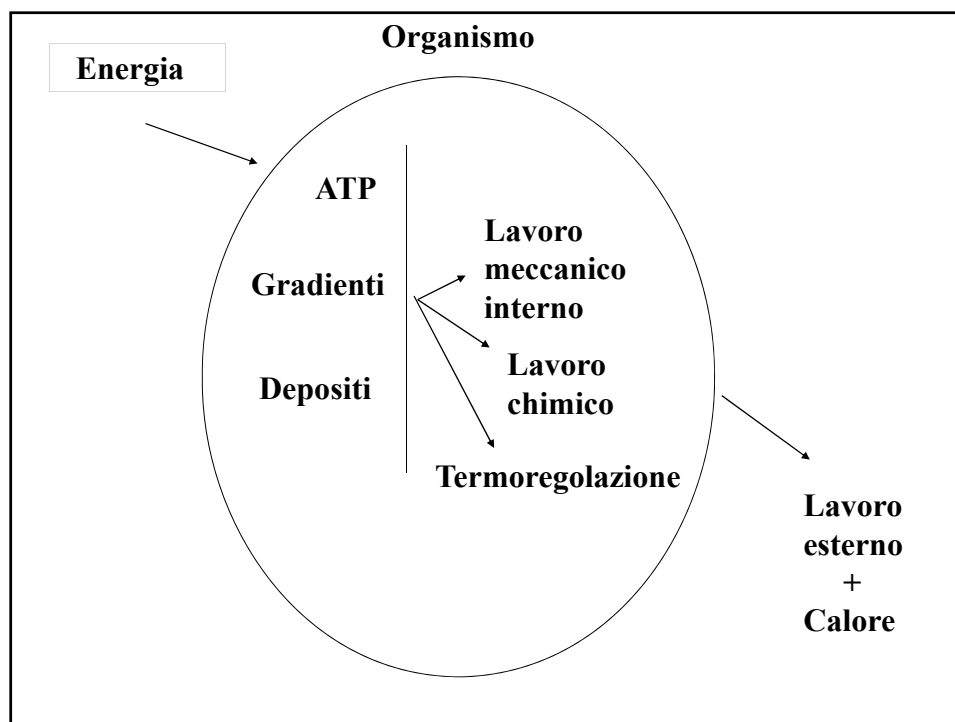 Organismo
Energia
ATP
Gradienti
Depositi
Lavoro
meccanico
interno
Lavoro
chimico
Termoregolazione
Lavoro
esterno
+
Calore